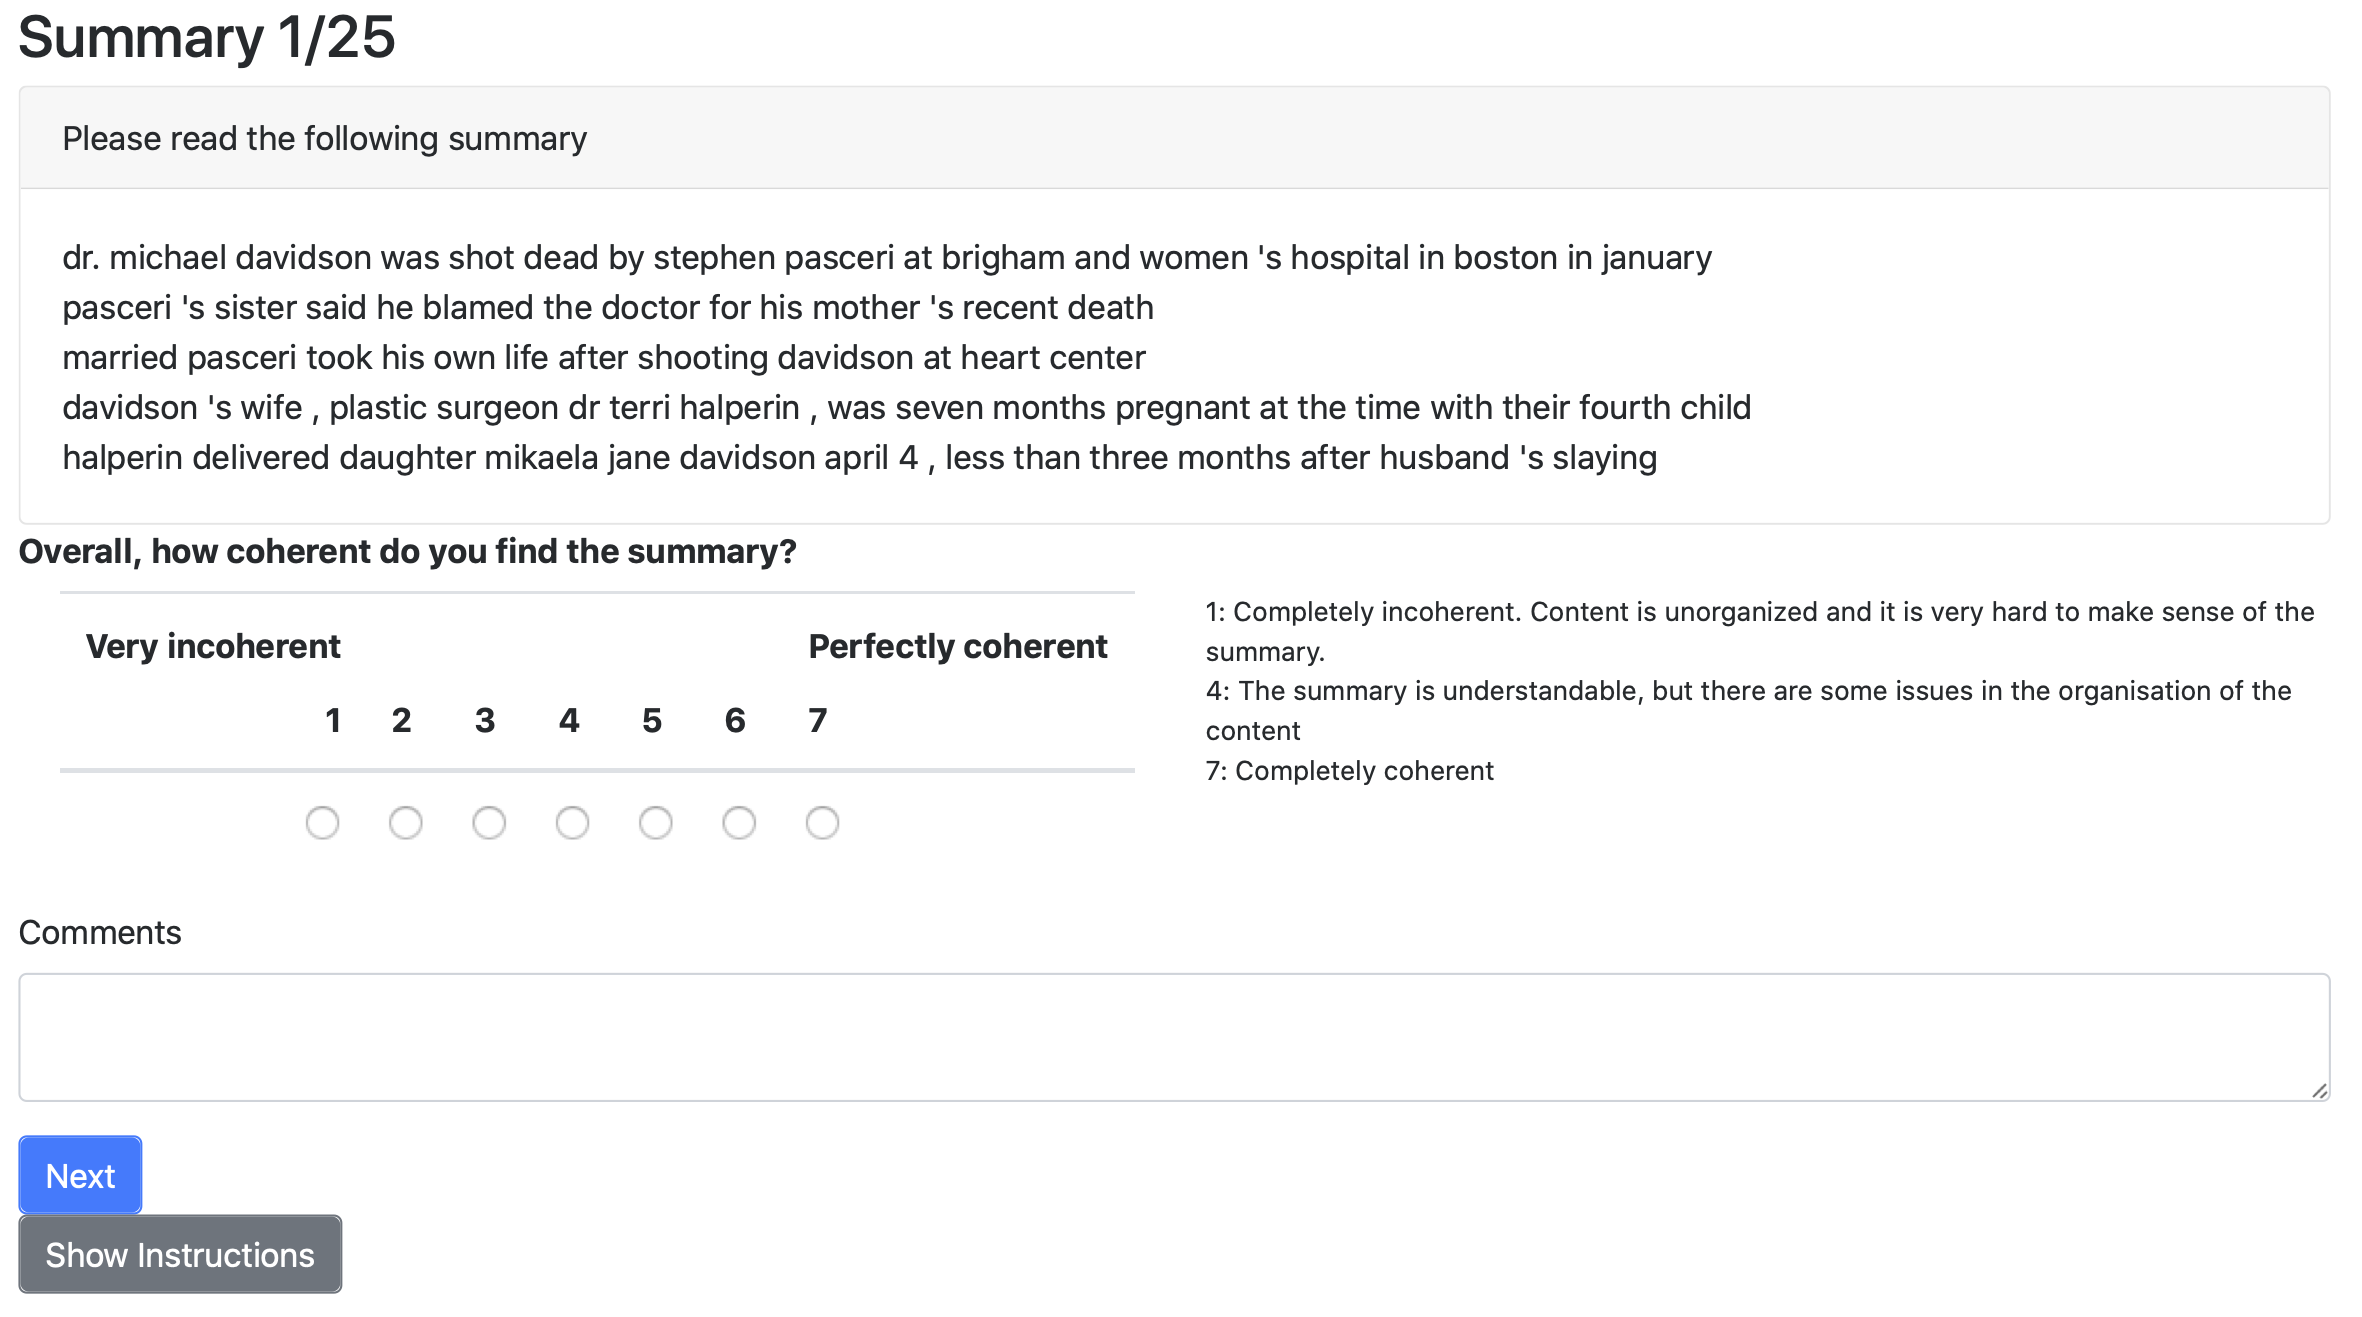 Summary 1/25
Please read the following summary
dr. michael davidson was shot dead by stephen pasceri at brigham and women 's hospital in boston in january
pasceri 's sister said he blamed the doctor for his mother 's recent death
married pasceri took his own life after shooting davidson at heart center
davidson 's wife , plastic surgeon dr terri halperin , was seven months pregnant at the time with their fourth child
halperin delivered daughter mikaela jane davidson april 4 , less than three months after husband 's slaying
Overall, how coherent do you find the summary?
Very incoherent Perfectly coherent
1 2 3 4 5 6 7
1: Completely incoherent. Content is unorganized and it is very hard to make sense of the
summary.
4: The summary is understandable, but there are some issues in the organisation of the
content
7: Completely coherent
Comments
Next
Show Instructions